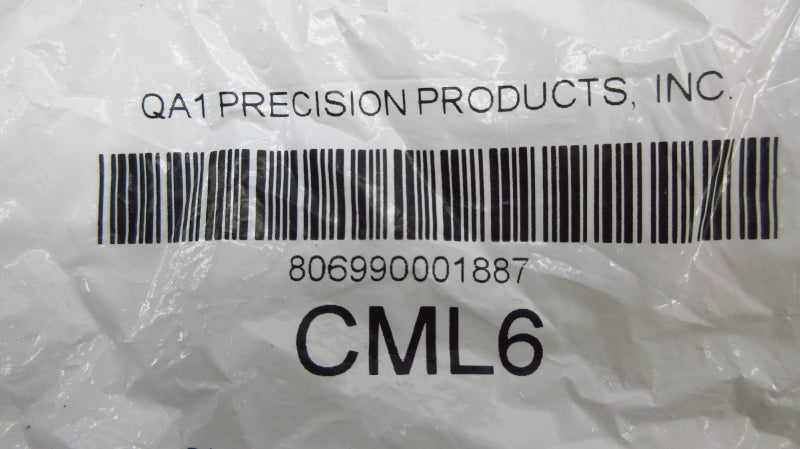 QA1 PRECISION PRODUCTS, INC.
806990001887
CML6